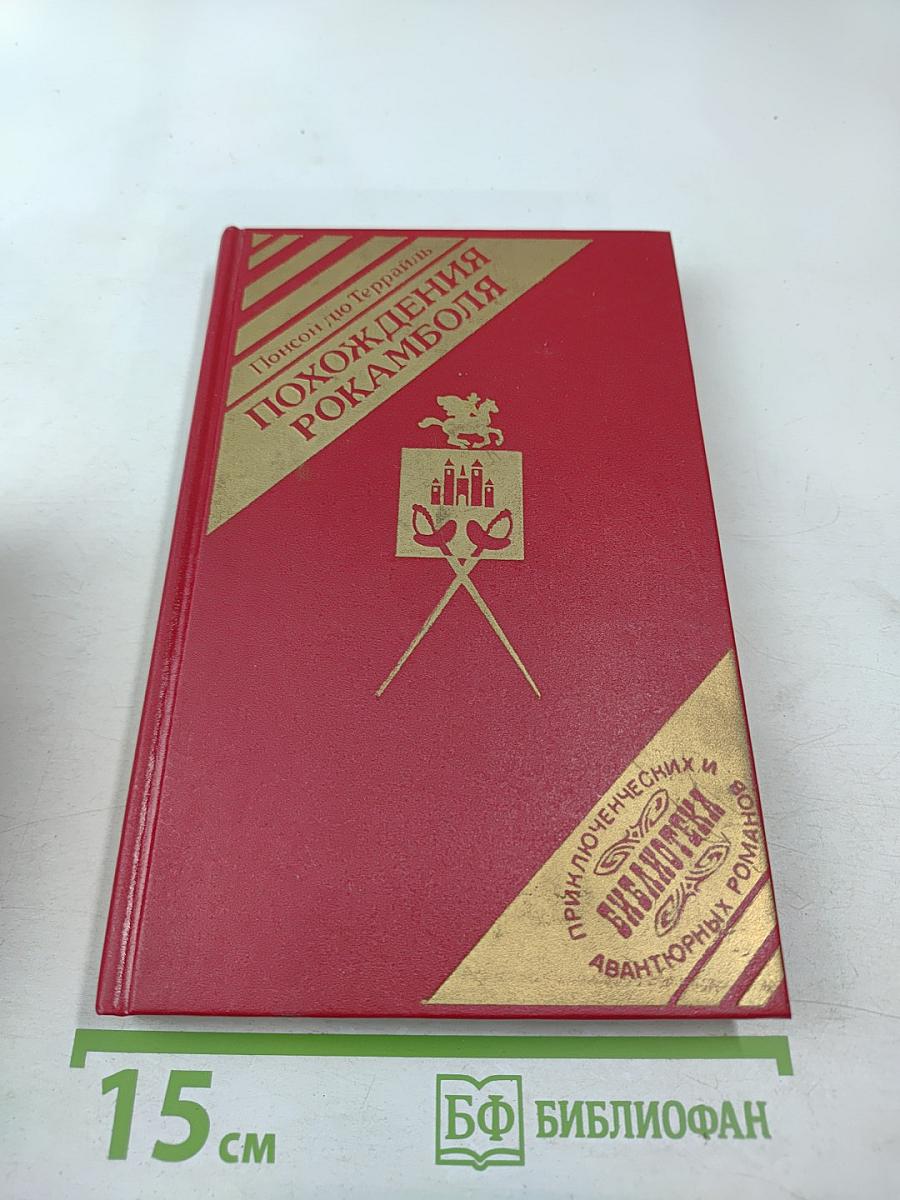 Понсон дю Террайль
ПОХОЖДЕНИЯ
РОКАМБОЛЯ
ПРИКЛЮЧЕНЧЕСКИХ И
БИБЛИОТЕКА
АВАНТЮРНЫХ РОМАНОВ
15 см
БФ БИБЛИОФАН